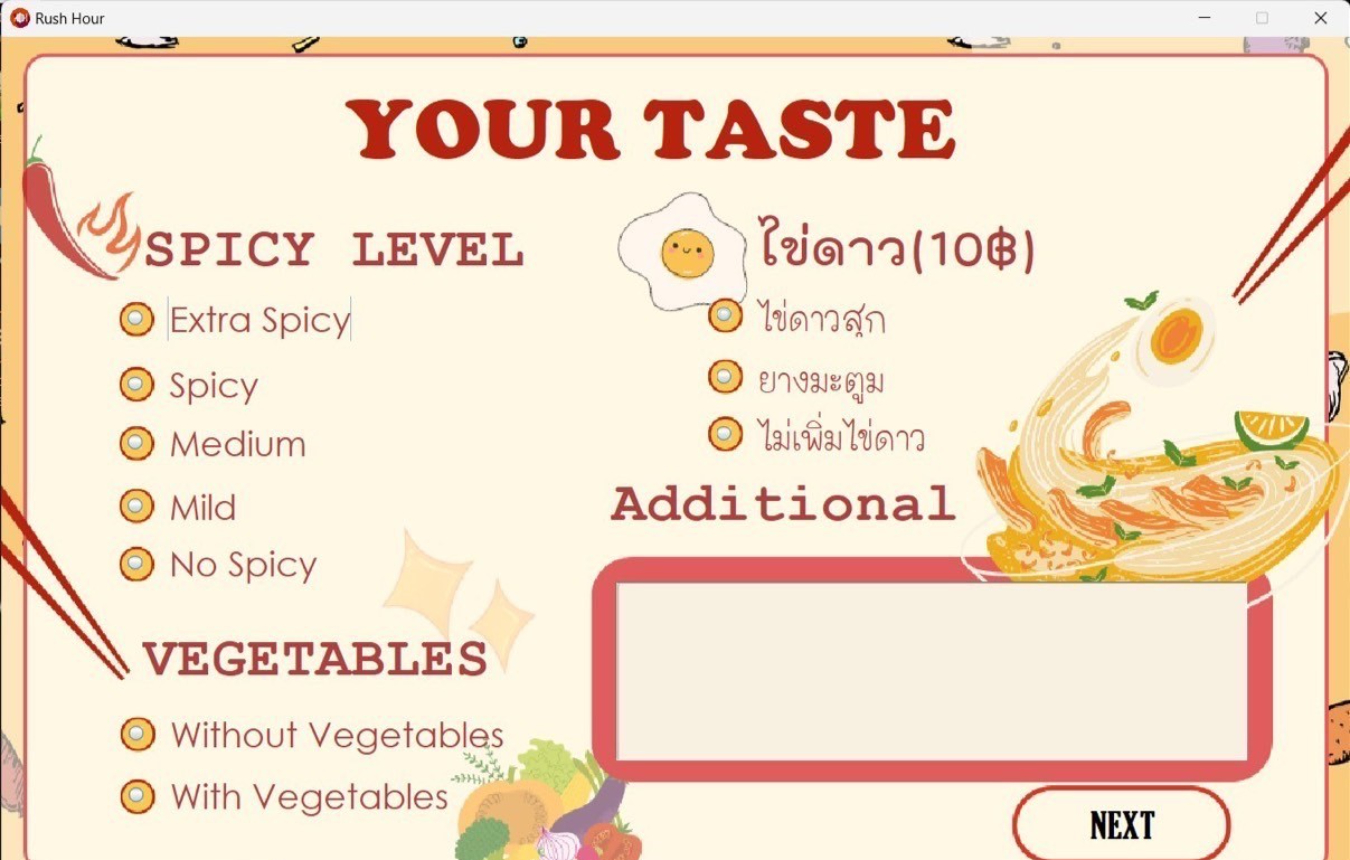 Rush Hour
YOUR TASTE
SPICY LEVEL
Extra Spicy
Spicy
Medium
Mild
No Spicy
VEGETABLES
Without Vegetables
With Vegetables
ไข่ดาว(10฿)
ไข่ดาวสุก
ยางมะตูม
ไม่เพิ่มไข่ดาว
Additional
NEXT